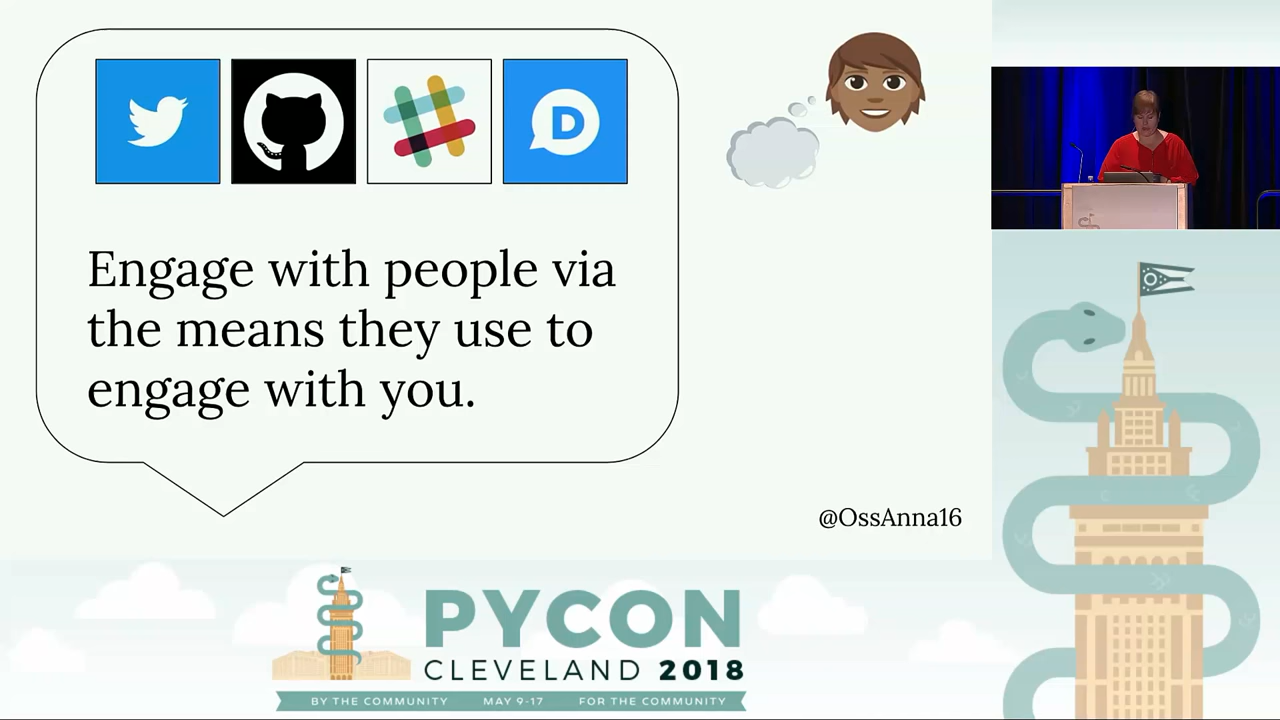 D
Engage with people via
the means they use to
engage with you.
@OssAnna16
PYCON
CLEVELAND 2018
BY THE COMMUNITY MAY 9-17 FOR THE COMMUNITY